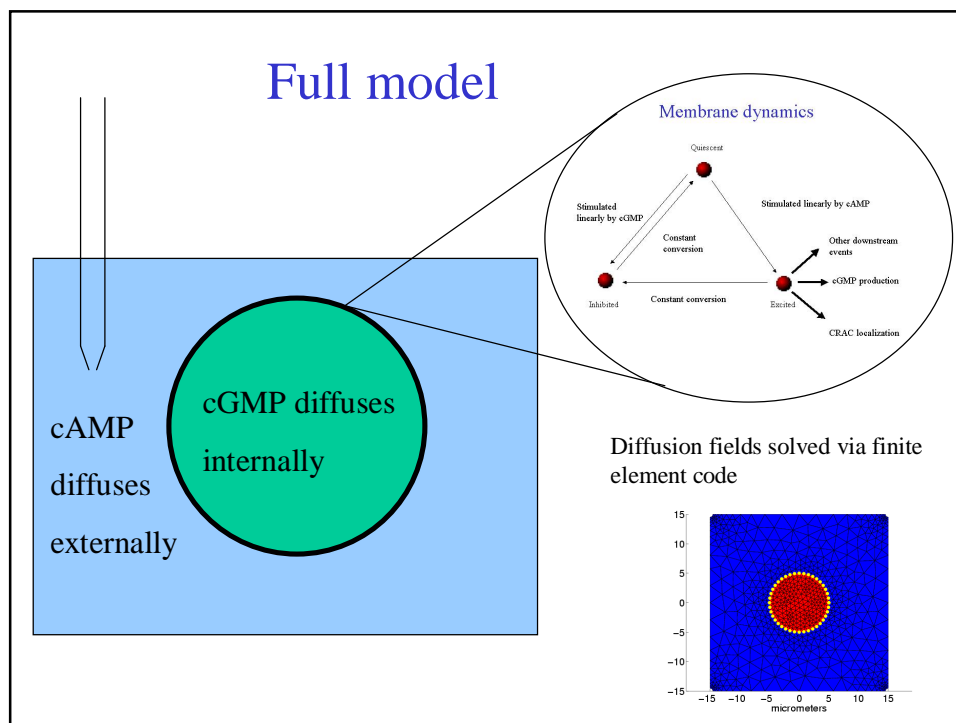 Full model
Membrane dynamics
Quiescent
Stimulated
linearly by cGMP
Stimulated linearly by cAMP
Constant
conversion
Other downstream
events
cGMP production
Inhibited
Constant conversion
Excited
CRAC localization
cAMP
diffuses
externally
cGMP diffuses
internally
Diffusion fields solved via finite
element code
15
10
5
0
−5
−10
−15
−15 −10 −5 0 5 10 15
micrometers